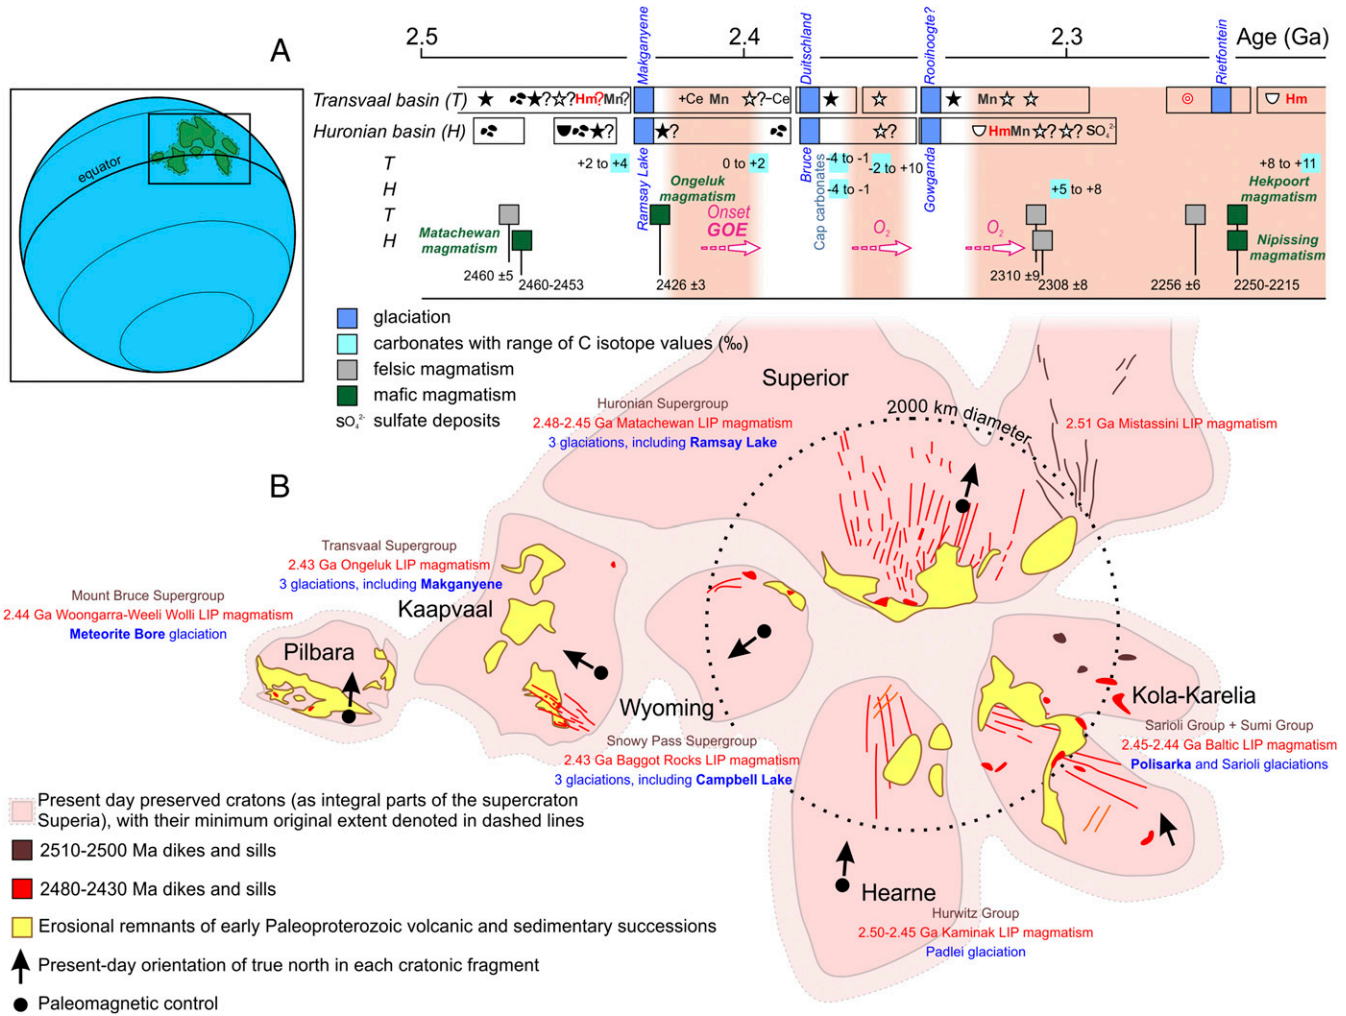 A
2.5
2.4
2.3
Age (Ga)
Makganyene
Duitschland
Rooihoogte?
Rietfontein
equator
Transvaal basin (T)
? ? Hm? Mn? +Ce Mn ?-Ce Mn Hm
Huronian basin (H)
? ? ? HmMn ? ? SO₄²⁻
T
+2 to +4
0 to +2
-4 to -1
-2 to +10
+8 to +11
H
-4 to -1
+5 to +8
T
H
Ramsay Lake
Bruce
Cap carbonates
Gowganda
Ongeluk
magmatism
Hekpoort
magmatism
Matachewan
magmatism
Onset
GOE
O₂
O₂
Nipissing
magmatism
2460 ±5
2460-2453
2426 ±3
2310 ±9
2308 ±8
2256 ±6
2250-2215
glaciation
carbonates with range of C isotope values (‰)
felsic magmatism
mafic magmatism
SO₄²⁻ sulfate deposits
B
Superior
Huronian Supergroup
2.48-2.45 Ga Matachewan LIP magmatism
3 glaciations, including Ramsay Lake
2000 km diameter
2.51 Ga Mistassini LIP magmatism
Transvaal Supergroup
2.43 Ga Ongeluk LIP magmatism
3 glaciations, including Makganyene
Kaapvaal
Mount Bruce Supergroup
2.44 Ga Woongarra-Weeli Wolli LIP magmatism
Meteorite Bore glaciation
Pilbara
Wyoming
Snowy Pass Supergroup
2.43 Ga Baggot Rocks LIP magmatism
3 glaciations, including Campbell Lake
Kola-Karelia
Sarioli Group + Sumi Group
2.45-2.44 Ga Baltic LIP magmatism
Polisarka and Sarioli glaciations
Hearne
Hurwitz Group
2.50-2.45 Ga Kaminak LIP magmatism
Padlei glaciation
Present day preserved cratons (as integral parts of the supercraton
Superia), with their minimum original extent denoted in dashed lines
2510-2500 Ma dikes and sills
2480-2430 Ma dikes and sills
Erosional remnants of early Paleoproterozoic volcanic and sedimentary successions
Present-day orientation of true north in each cratonic fragment
Paleomagnetic control